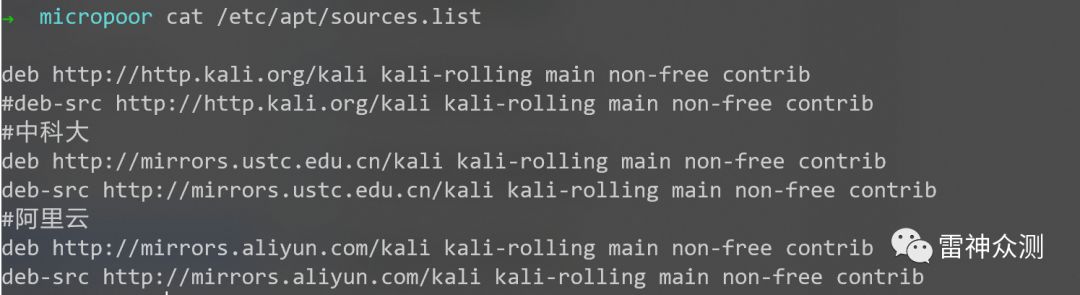 → micropoor cat /etc/apt/sources.list
deb http://http.kali.org/kali kali-rolling main non-free contrib
#deb-src http://http.kali.org/kali kali-rolling main non-free contrib
#中科大
deb http://mirrors.ustc.edu.cn/kali kali-rolling main non-free contrib
deb-src http://mirrors.ustc.edu.cn/kali kali-rolling main non-free contrib
#阿里云
deb http://mirrors.aliyun.com/kali kali-rolling main non-free contrib
deb-src http://mirrors.aliyun.com/kali kali-rolling main non-free contrib
雷神众测